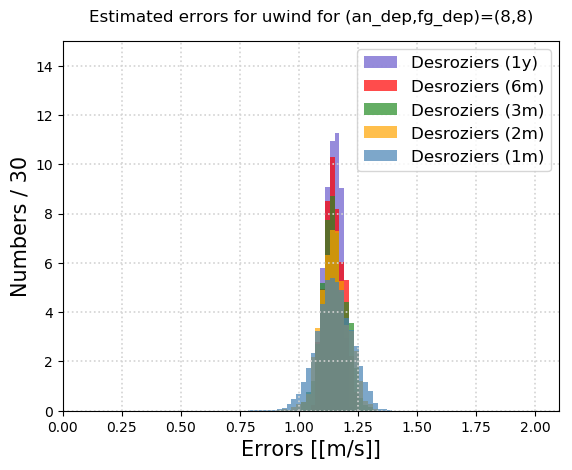 Estimated errors for uwind for (an_dep,fg_dep)=(8,8)
Desroziers (1y)
Desroziers (6m)
Desroziers (3m)
Desroziers (2m)
Desroziers (1m)
Numbers / 30
14
12
10
8
6
4
2
0
0.00 0.25 0.50 0.75 1.00 1.25 1.50 1.75 2.00
Errors [[m/s]]